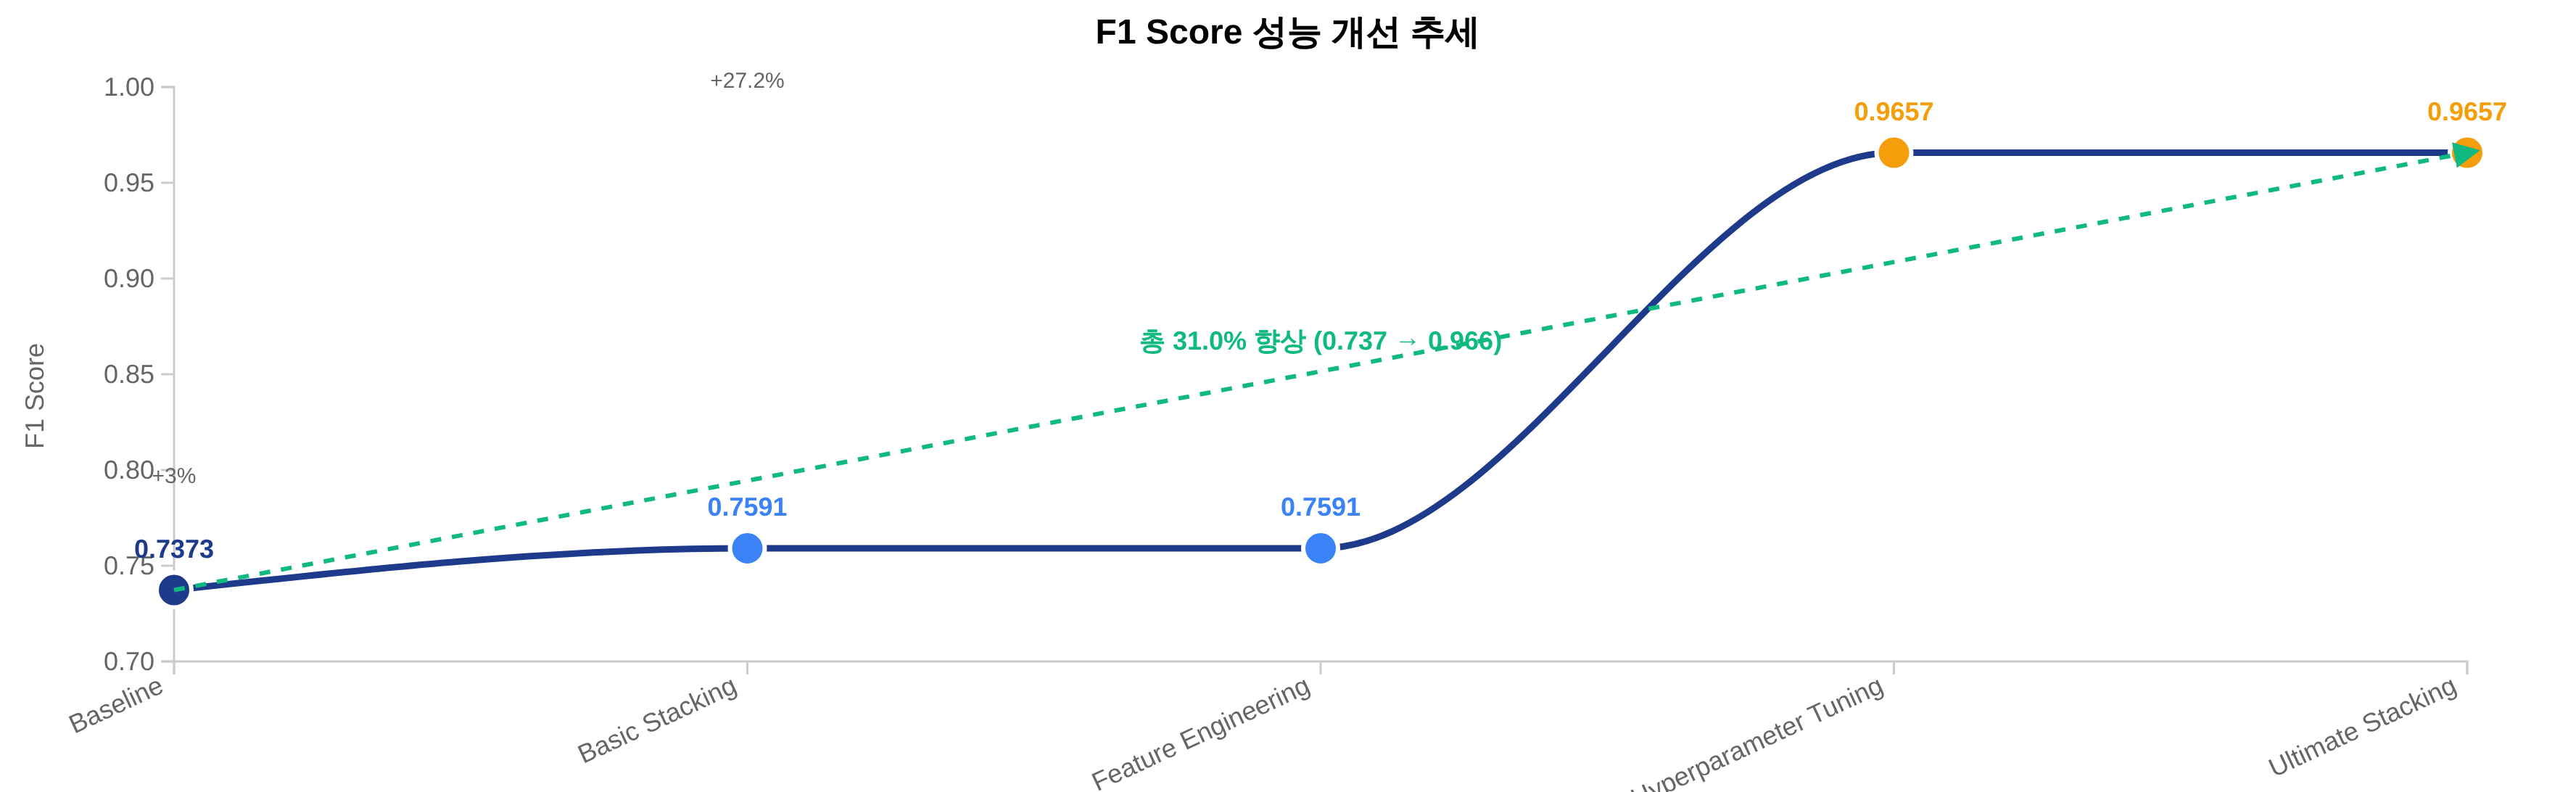 F1 Score 성능 개선 추세
+27.2%
1.00
0.9657
0.9657
0.95
0.90
총 31.0% 향상 (0.737 → 0.966)
0.85
F1 Score
0.80
+3%
0.7591
0.7591
0.7373
0.75
0.70
Baseline
Basic Stacking
Feature Engineering
Hyperparameter Tuning
Ultimate Stacking